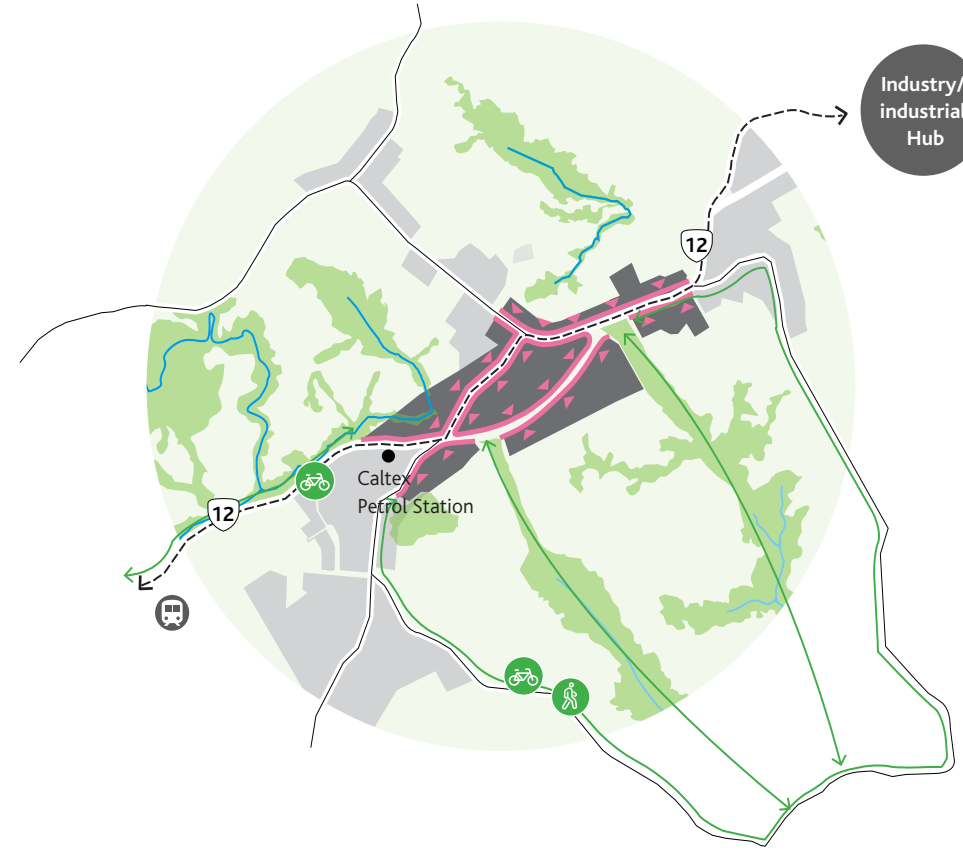 Industry/
industrial
Hub
12
Caltex
Petrol Station
12